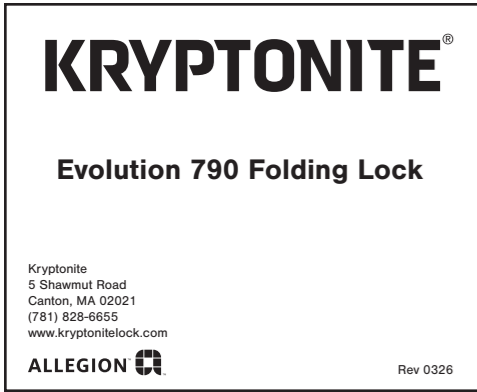 KRYPTONITE®
Evolution 790 Folding Lock
Kryptonite
5 Shawmut Road
Canton, MA 02021
(781) 828-6655
www.kryptonitelock.com
ALLEGION™
Rev 0326